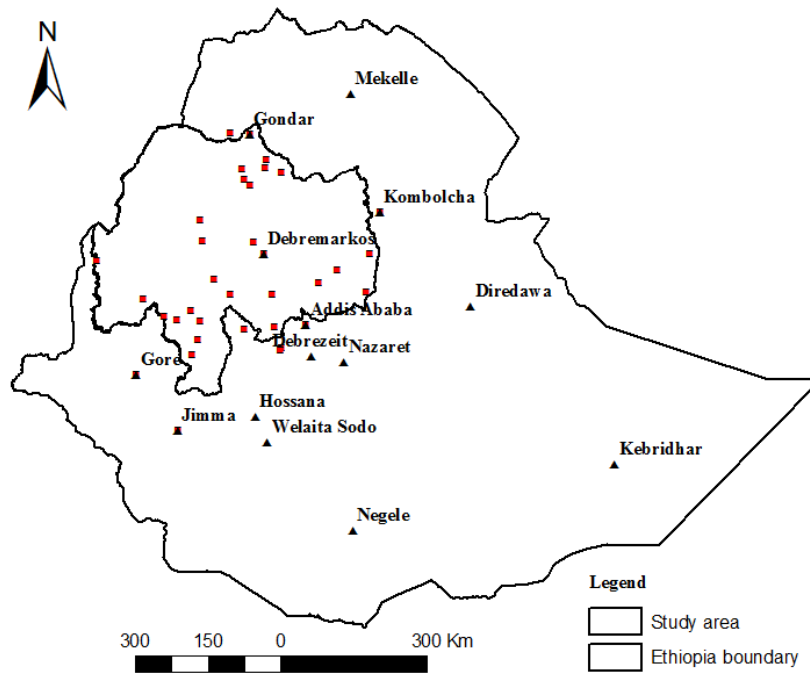 N
Mekelle
Gondar
Kombolcha
Debremarkos
Diredawa
Addis Ababa
Debrezeit
Nazaret
Gore
Hossana
Jimma
Welaita Sodo
Kebridhar
Negele
Legend
Study area
Ethiopia boundary
300 150 0 300 Km